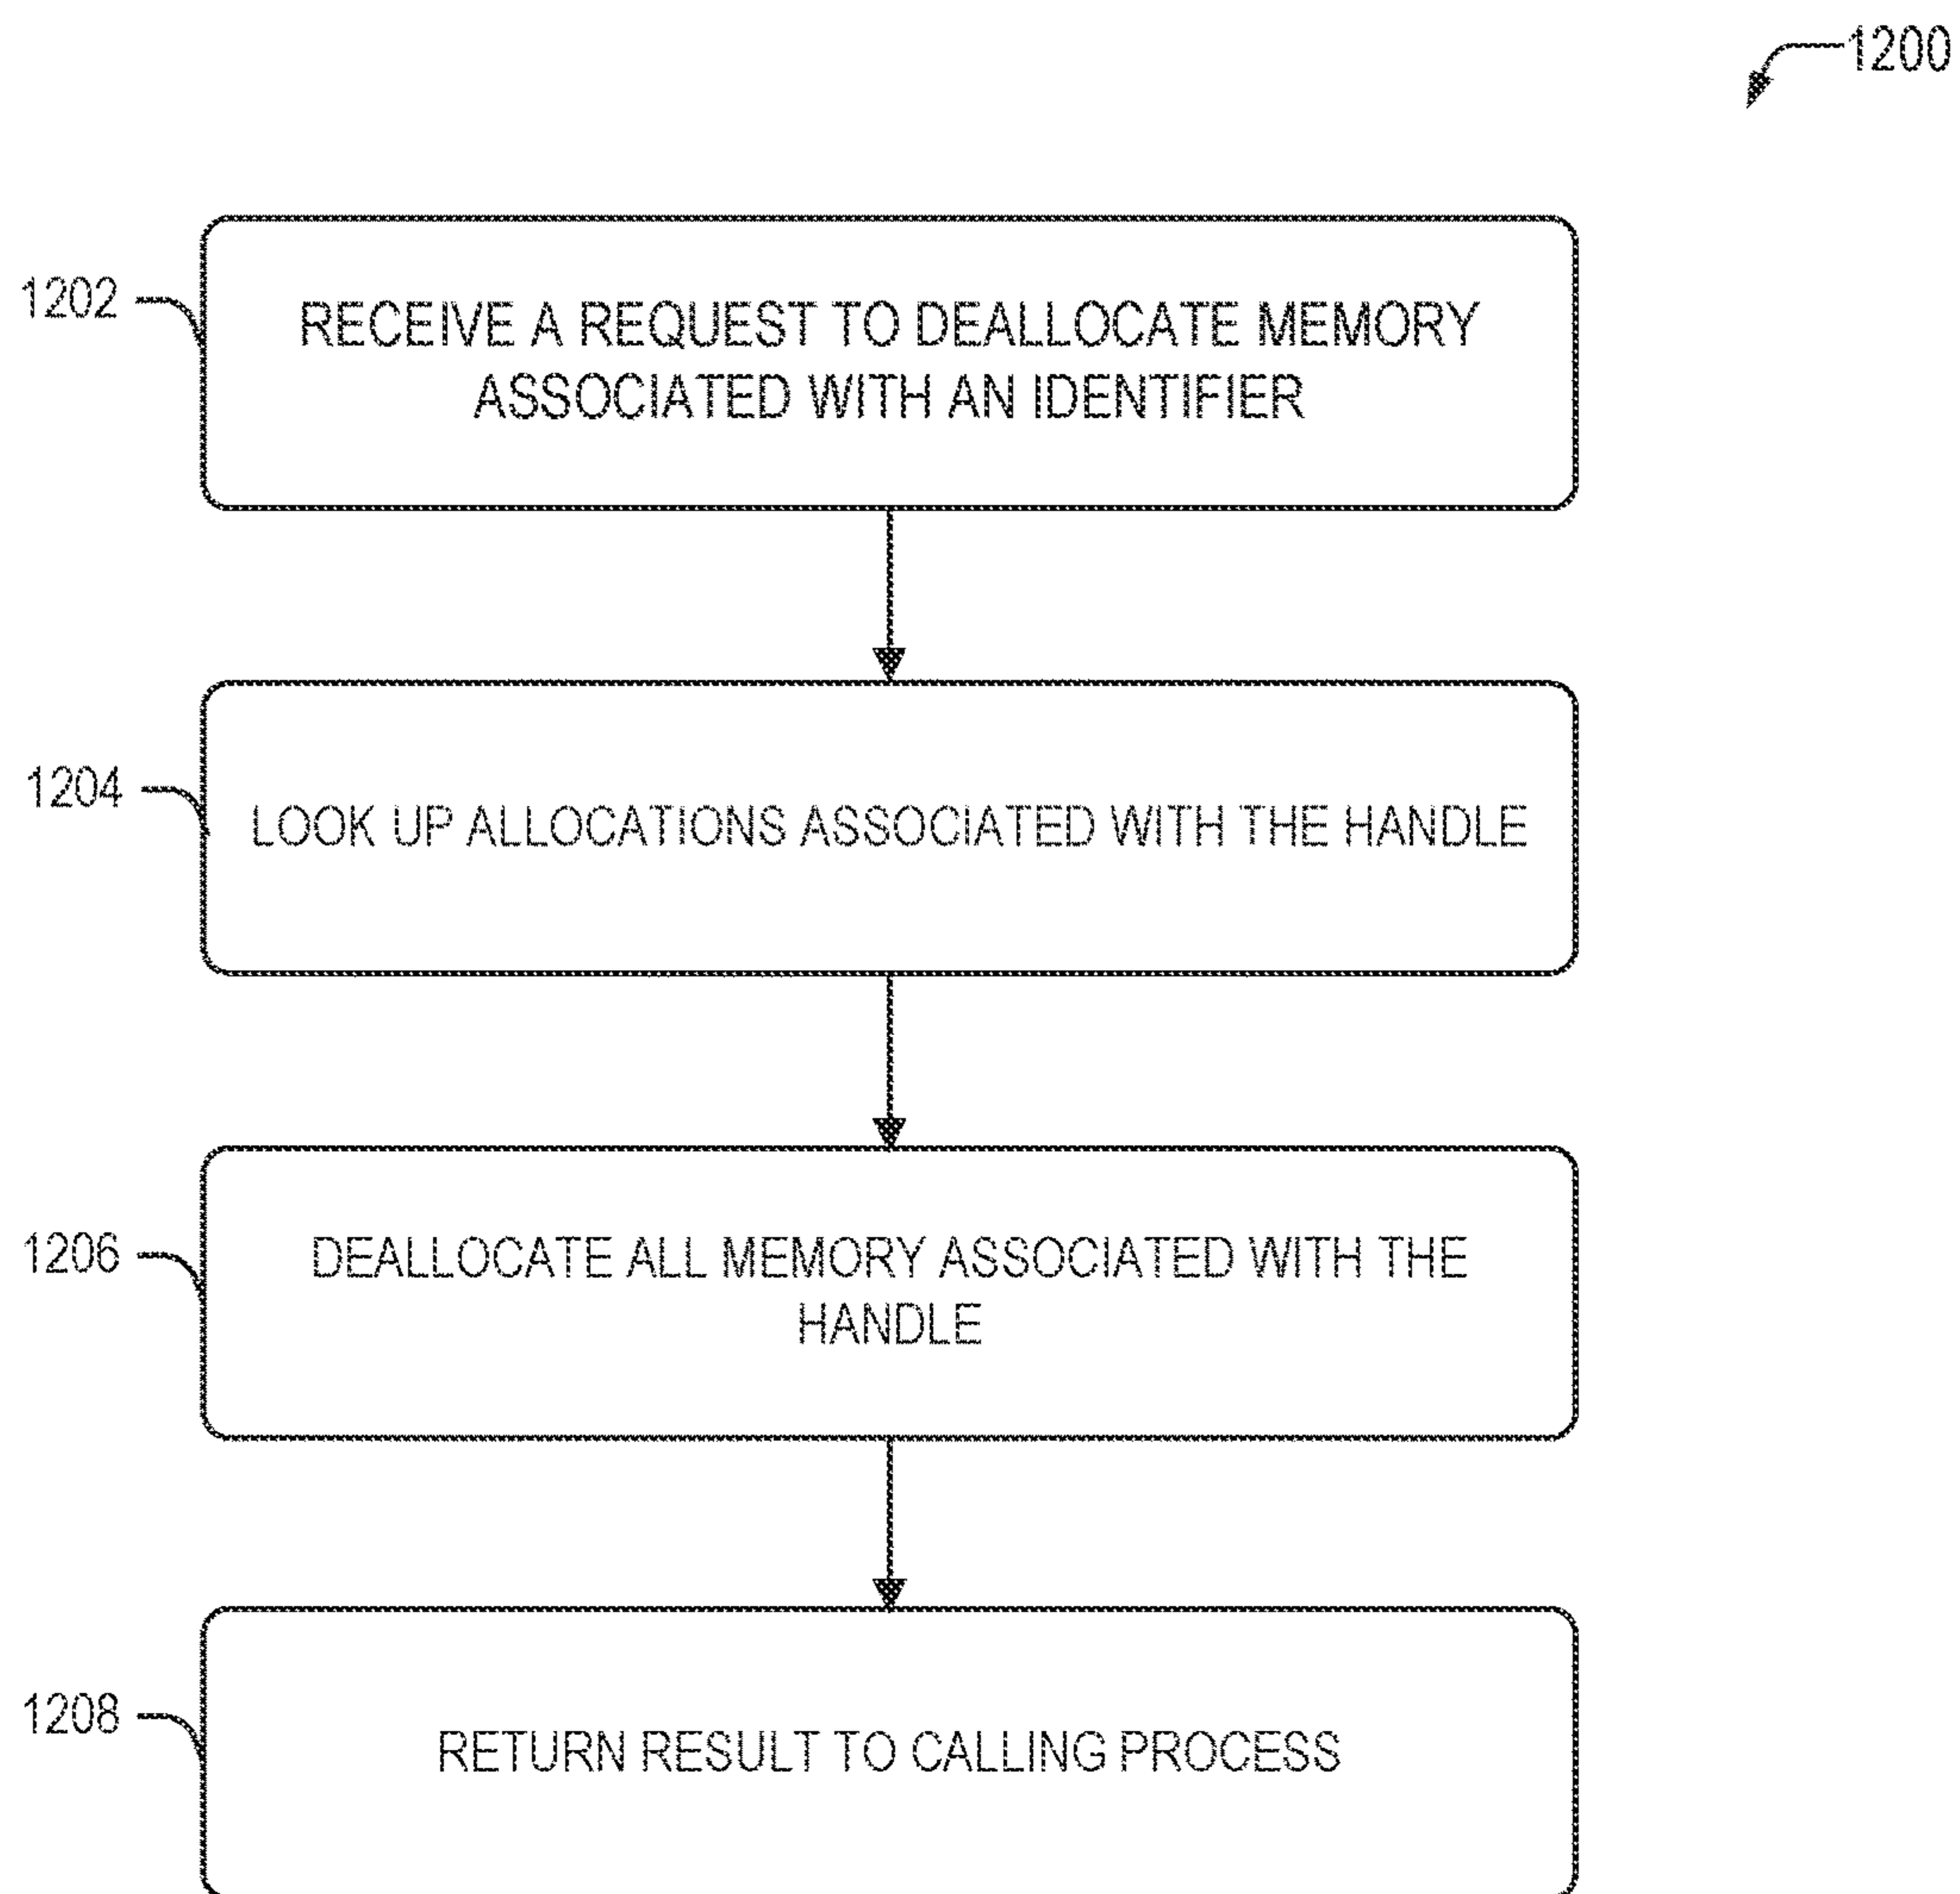 1200
1202
RECEIVE A REQUEST TO DEALLOCATE MEMORY
ASSOCIATED WITH AN IDENTIFIER
1204
LOOK UP ALLOCATIONS ASSOCIATED WITH THE HANDLE
1206
DEALLOCATE ALL MEMORY ASSOCIATED WITH THE
HANDLE
1208
RETURN RESULT TO CALLING PROCESS